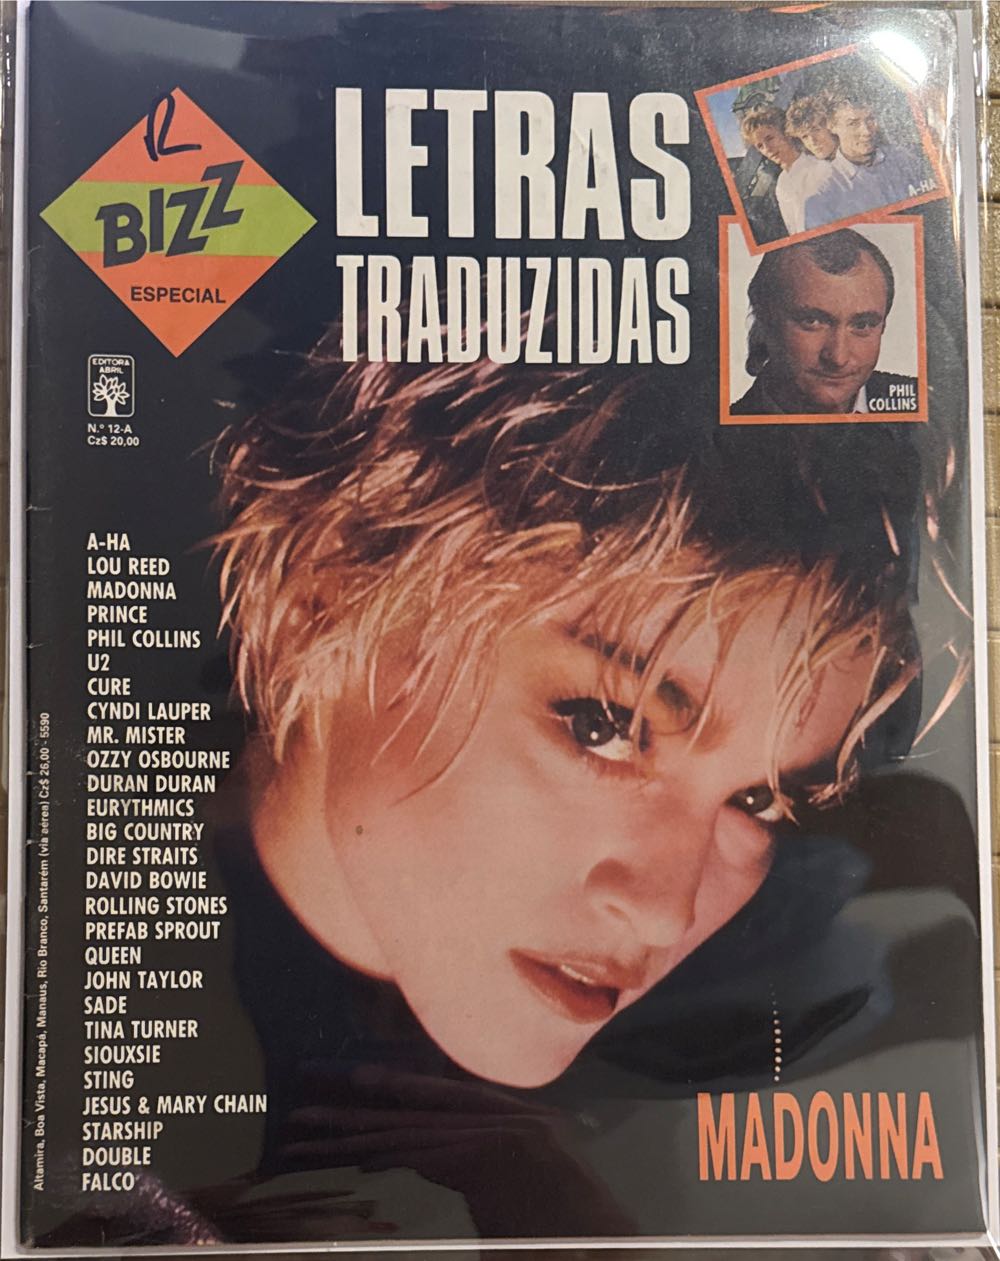 R
BIZZ
ESPECIAL
LETRAS
TRADUZIDAS
A-HA
PHIL
COLLINS
EDITORA
ABRIL
N.º 12-A
Cz$ 20,00
A-HA
LOU REED
MADONNA
PRINCE
PHIL COLLINS
U2
CURE
CYNDI LAUPER
MR. MISTER
OZZY OSBOURNE
DURAN DURAN
EURYTHMICS
BIG COUNTRY
DIRE STRAITS
DAVID BOWIE
ROLLING STONES
PREFAB SPROUT
QUEEN
JOHN TAYLOR
SADE
TINA TURNER
SIOUXSIE
STING
JESUS & MARY CHAIN
STARSHIP
DOUBLE
FALCO
Altamira, Boa Vista, Macapá, Manaus, Rio Branco, Santarém (via aérea) Cz$ 26,00 - 5590
MADONNA